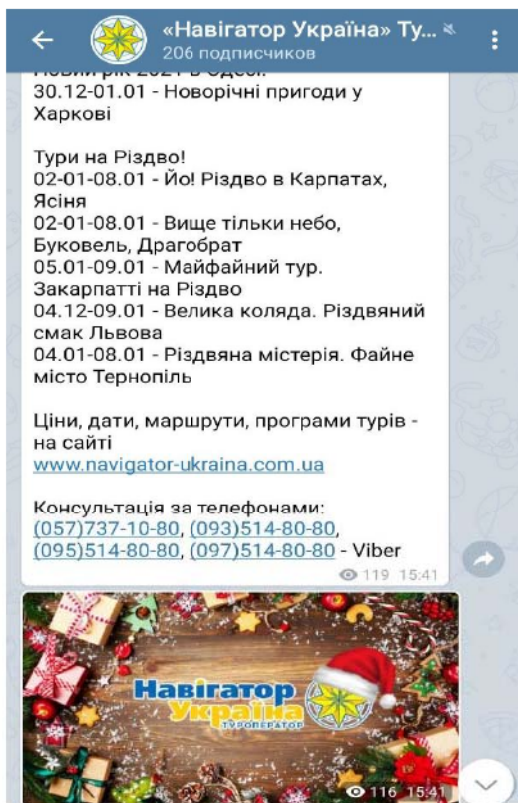 «Навігатор Україна» Ту...
206 подписчиков
Новий рік 2021 в Одесі.
30.12-01.01 - Новорічні пригоди у
Харкові
Тури на Різдво!
02-01-08.01 - Йо! Різдво в Карпатах,
Ясіня
02-01-08.01 - Вище тільки небо,
Буковель, Драгобрат
05.01-09.01 - Майфайний тур.
Закарпатті на Різдво
04.12-09.01 - Велика коляда. Різдвяний
смак Львова
04.01-08.01 - Різдвяна містерія. Файне
місто Тернопіль
Ціни, дати, маршрути, програми турів -
на сайті
www.navigator-ukraina.com.ua
Консультація за телефонами:
(057)737-10-80, (093)514-80-80,
(095)514-80-80, (097)514-80-80 - Viber
119 15:41
Навігатор
Україна
ТУРОПЕРАТОР
116 15:41